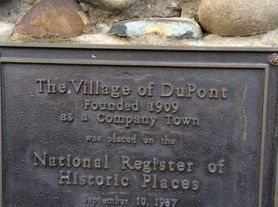 The Village of DuPont
Founded 1909
as a Company Town
was placed on the
National Register of
Historic Places
September 10, 1987